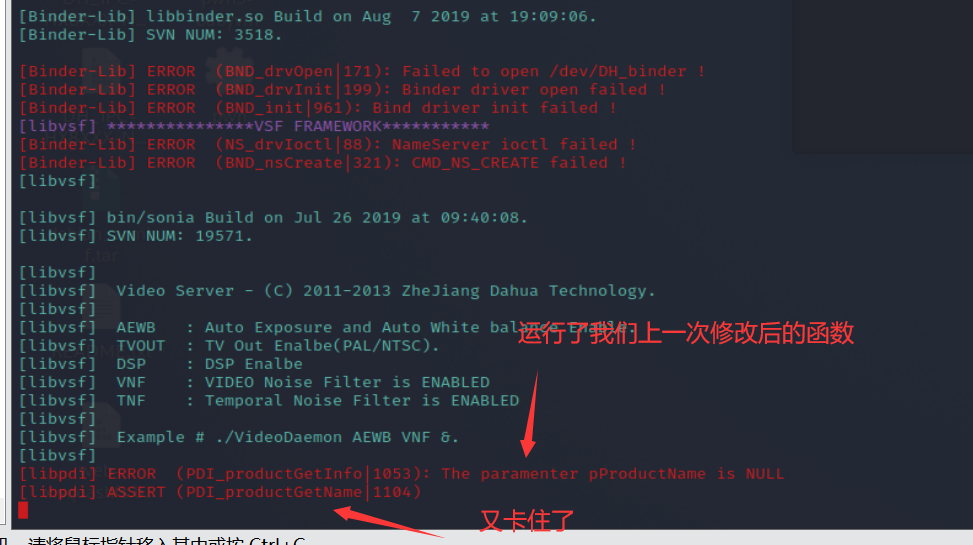 [Binder-Lib] libbinder.so Build on Aug  7 2019 at 19:09:06.
[Binder-Lib] SVN NUM: 3518.
[Binder-Lib] ERROR  (BND_drvOpen|171): Failed to open /dev/DH_binder !
[Binder-Lib] ERROR  (BND_drvInit|199): Binder driver open failed !
[Binder-Lib] ERROR  (BND_init|961): Bind driver init failed !
[libvsf] ***************VSF FRAMEWORK***********
[Binder-Lib] ERROR  (NS_drvIoctl|88): NameServer ioctl failed !
[Binder-Lib] ERROR  (BND_nsCreate|321): CMD_NS_CREATE failed !
[libvsf]
[libvsf] bin/sonia Build on Jul 26 2019 at 09:40:08.
[libvsf] SVN NUM: 19571.
f.tar
[libvsf]
[libvsf]  Video Server - (C) 2011-2013 ZheJiang Dahua Technology.
[libvsf]
[libvsf]  AEWB   : Auto Exposure and Auto White balance Enable.
运行了我们上一次修改后的函数
[libvsf]  TVOUT  : TV Out Enalbe(PAL/NTSC).
[libvsf]  DSP    : DSP Enalbe
[libvsf]  VNF    : VIDEO Noise Filter is ENABLED
[libvsf]  TNF    : Temporal Noise Filter is ENABLED
[libvsf]
[libvsf]  Example # ./VideoDaemon AEWB VNF &.
[libvsf]
[libpdi] ERROR  (PDI_productGetInfo|1053): The paramenter pProductName is NULL
[libpdi] ASSERT (PDI_productGetName|1104)
又卡住了
请将鼠标指针移入其中或按 Ctrl+G